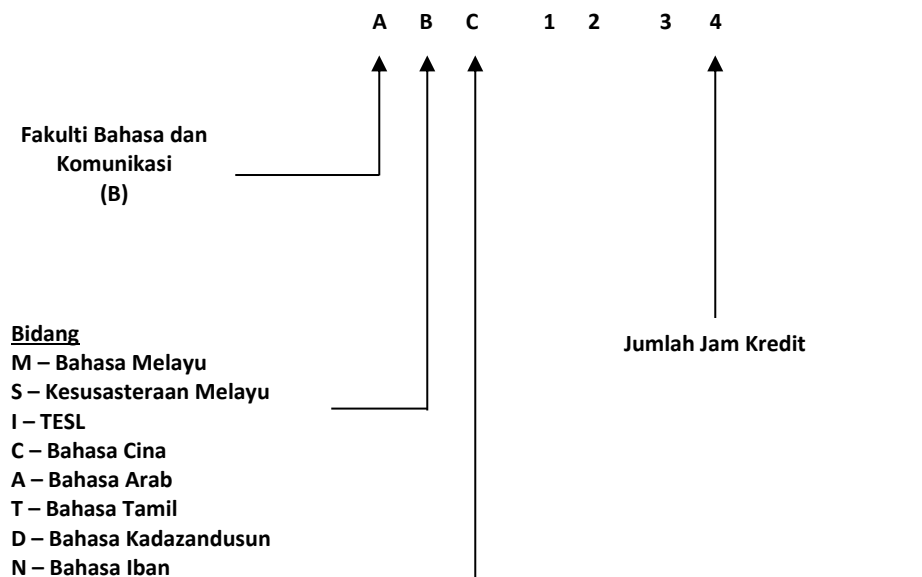 A B C 1 2 3 4
Fakulti Bahasa dan
Komunikasi
(B)
Bidang
M – Bahasa Melayu
S – Kesusasteraan Melayu
I – TESL
C – Bahasa Cina
A – Bahasa Arab
T – Bahasa Tamil
D – Bahasa Kadazandusun
N – Bahasa Iban
Jumlah Jam Kredit